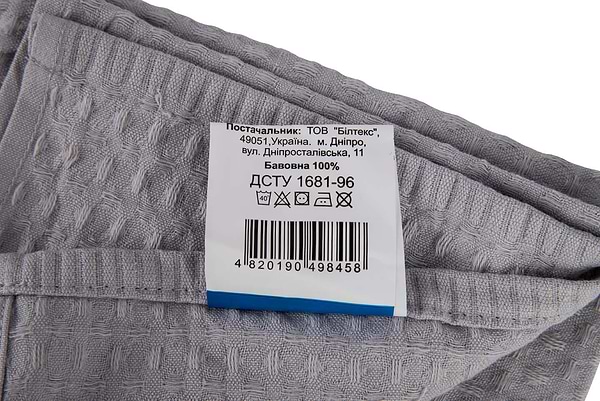 Постачальник: ТОВ "Білтекс",
49051,Україна. м. Дніпро,
вул. Дніпросталівська, 11
Бавовна 100%
ДСТУ 1681-96
40
4 820190 498458